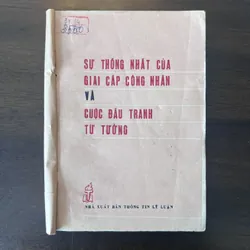 SỰ THỐNG NHẤT CỦA
GIAI CẤP CÔNG NHÂN
VÀ
CUỘC ĐẤU TRANH
TƯ TƯỞNG
NHÀ XUẤT BẢN THÔNG TIN LÝ LUẬN